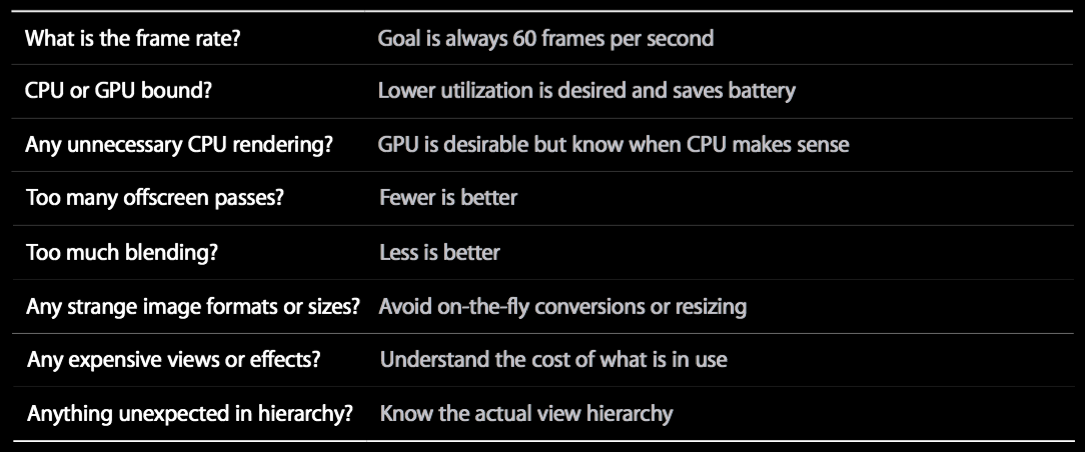 What is the frame rate? Goal is always 60 frames per second
CPU or GPU bound? Lower utilization is desired and saves battery
Any unnecessary CPU rendering? GPU is desirable but know when CPU makes sense
Too many offscreen passes? Fewer is better
Too much blending? Less is better
Any strange image formats or sizes? Avoid on-the-fly conversions or resizing
Any expensive views or effects? Understand the cost of what is in use
Anything unexpected in hierarchy? Know the actual view hierarchy